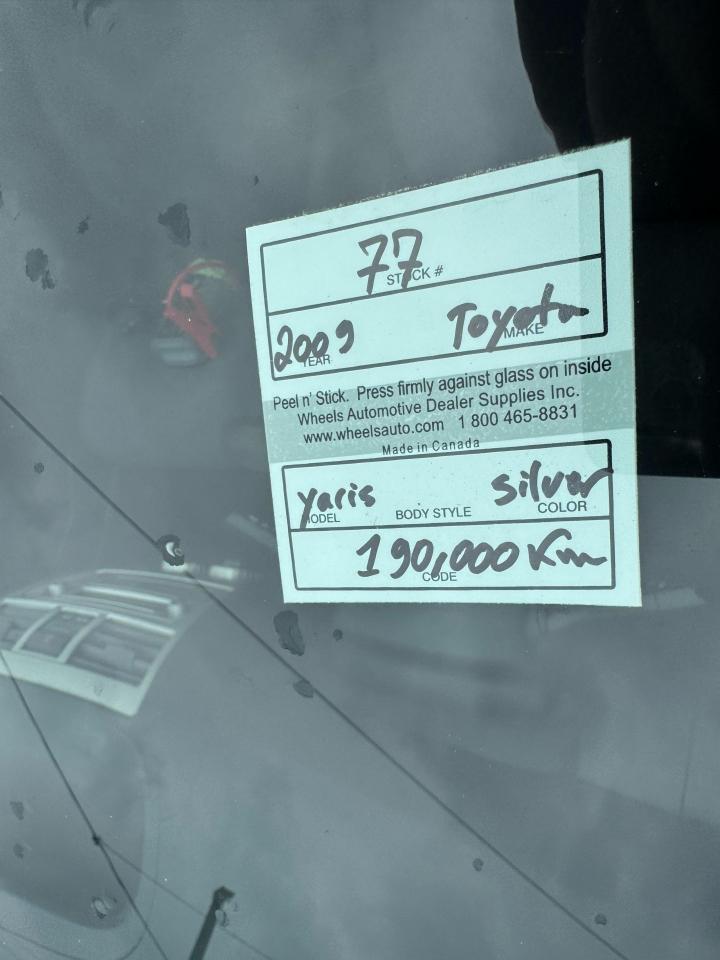 77
STOCK #
2009 Toyota
YEAR MAKE
Peel n' Stick. Press firmly against glass on inside
Wheels Automotive Dealer Supplies Inc.
www.wheelsauto.com 1 800 465-8831
Made in Canada
yaris silver
MODEL BODY STYLE COLOR
190,000 Km
CODE